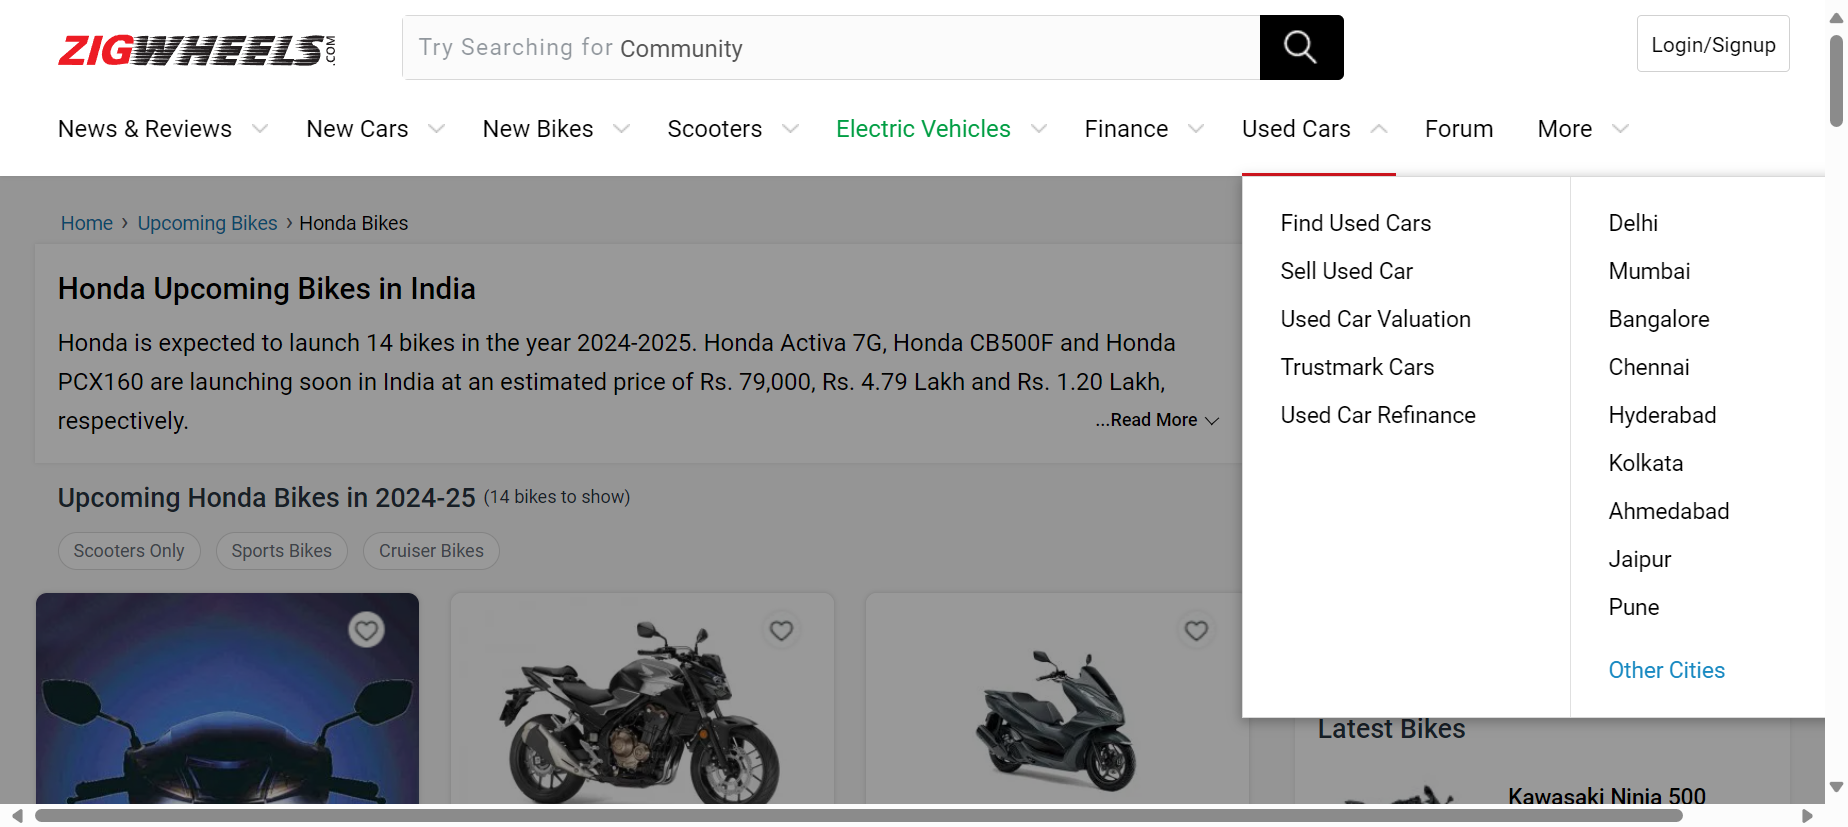 ZIGWHEELS.COM
Try Searching for Community
Login/Signup
News & Reviews
New Cars
New Bikes
Scooters
Electric Vehicles
Finance
Used Cars
Forum
More
Home › Upcoming Bikes › Honda Bikes
Honda Upcoming Bikes in India
Honda is expected to launch 14 bikes in the year 2024-2025. Honda Activa 7G, Honda CB500F and Honda
PCX160 are launching soon in India at an estimated price of Rs. 79,000, Rs. 4.79 Lakh and Rs. 1.20 Lakh,
respectively.
...Read More
Upcoming Honda Bikes in 2024-25 (14 bikes to show)
Scooters Only
Sports Bikes
Cruiser Bikes
Find Used Cars
Sell Used Car
Used Car Valuation
Trustmark Cars
Used Car Refinance
Delhi
Mumbai
Bangalore
Chennai
Hyderabad
Kolkata
Ahmedabad
Jaipur
Pune
Other Cities
Latest Bikes
Kawasaki Ninja 500